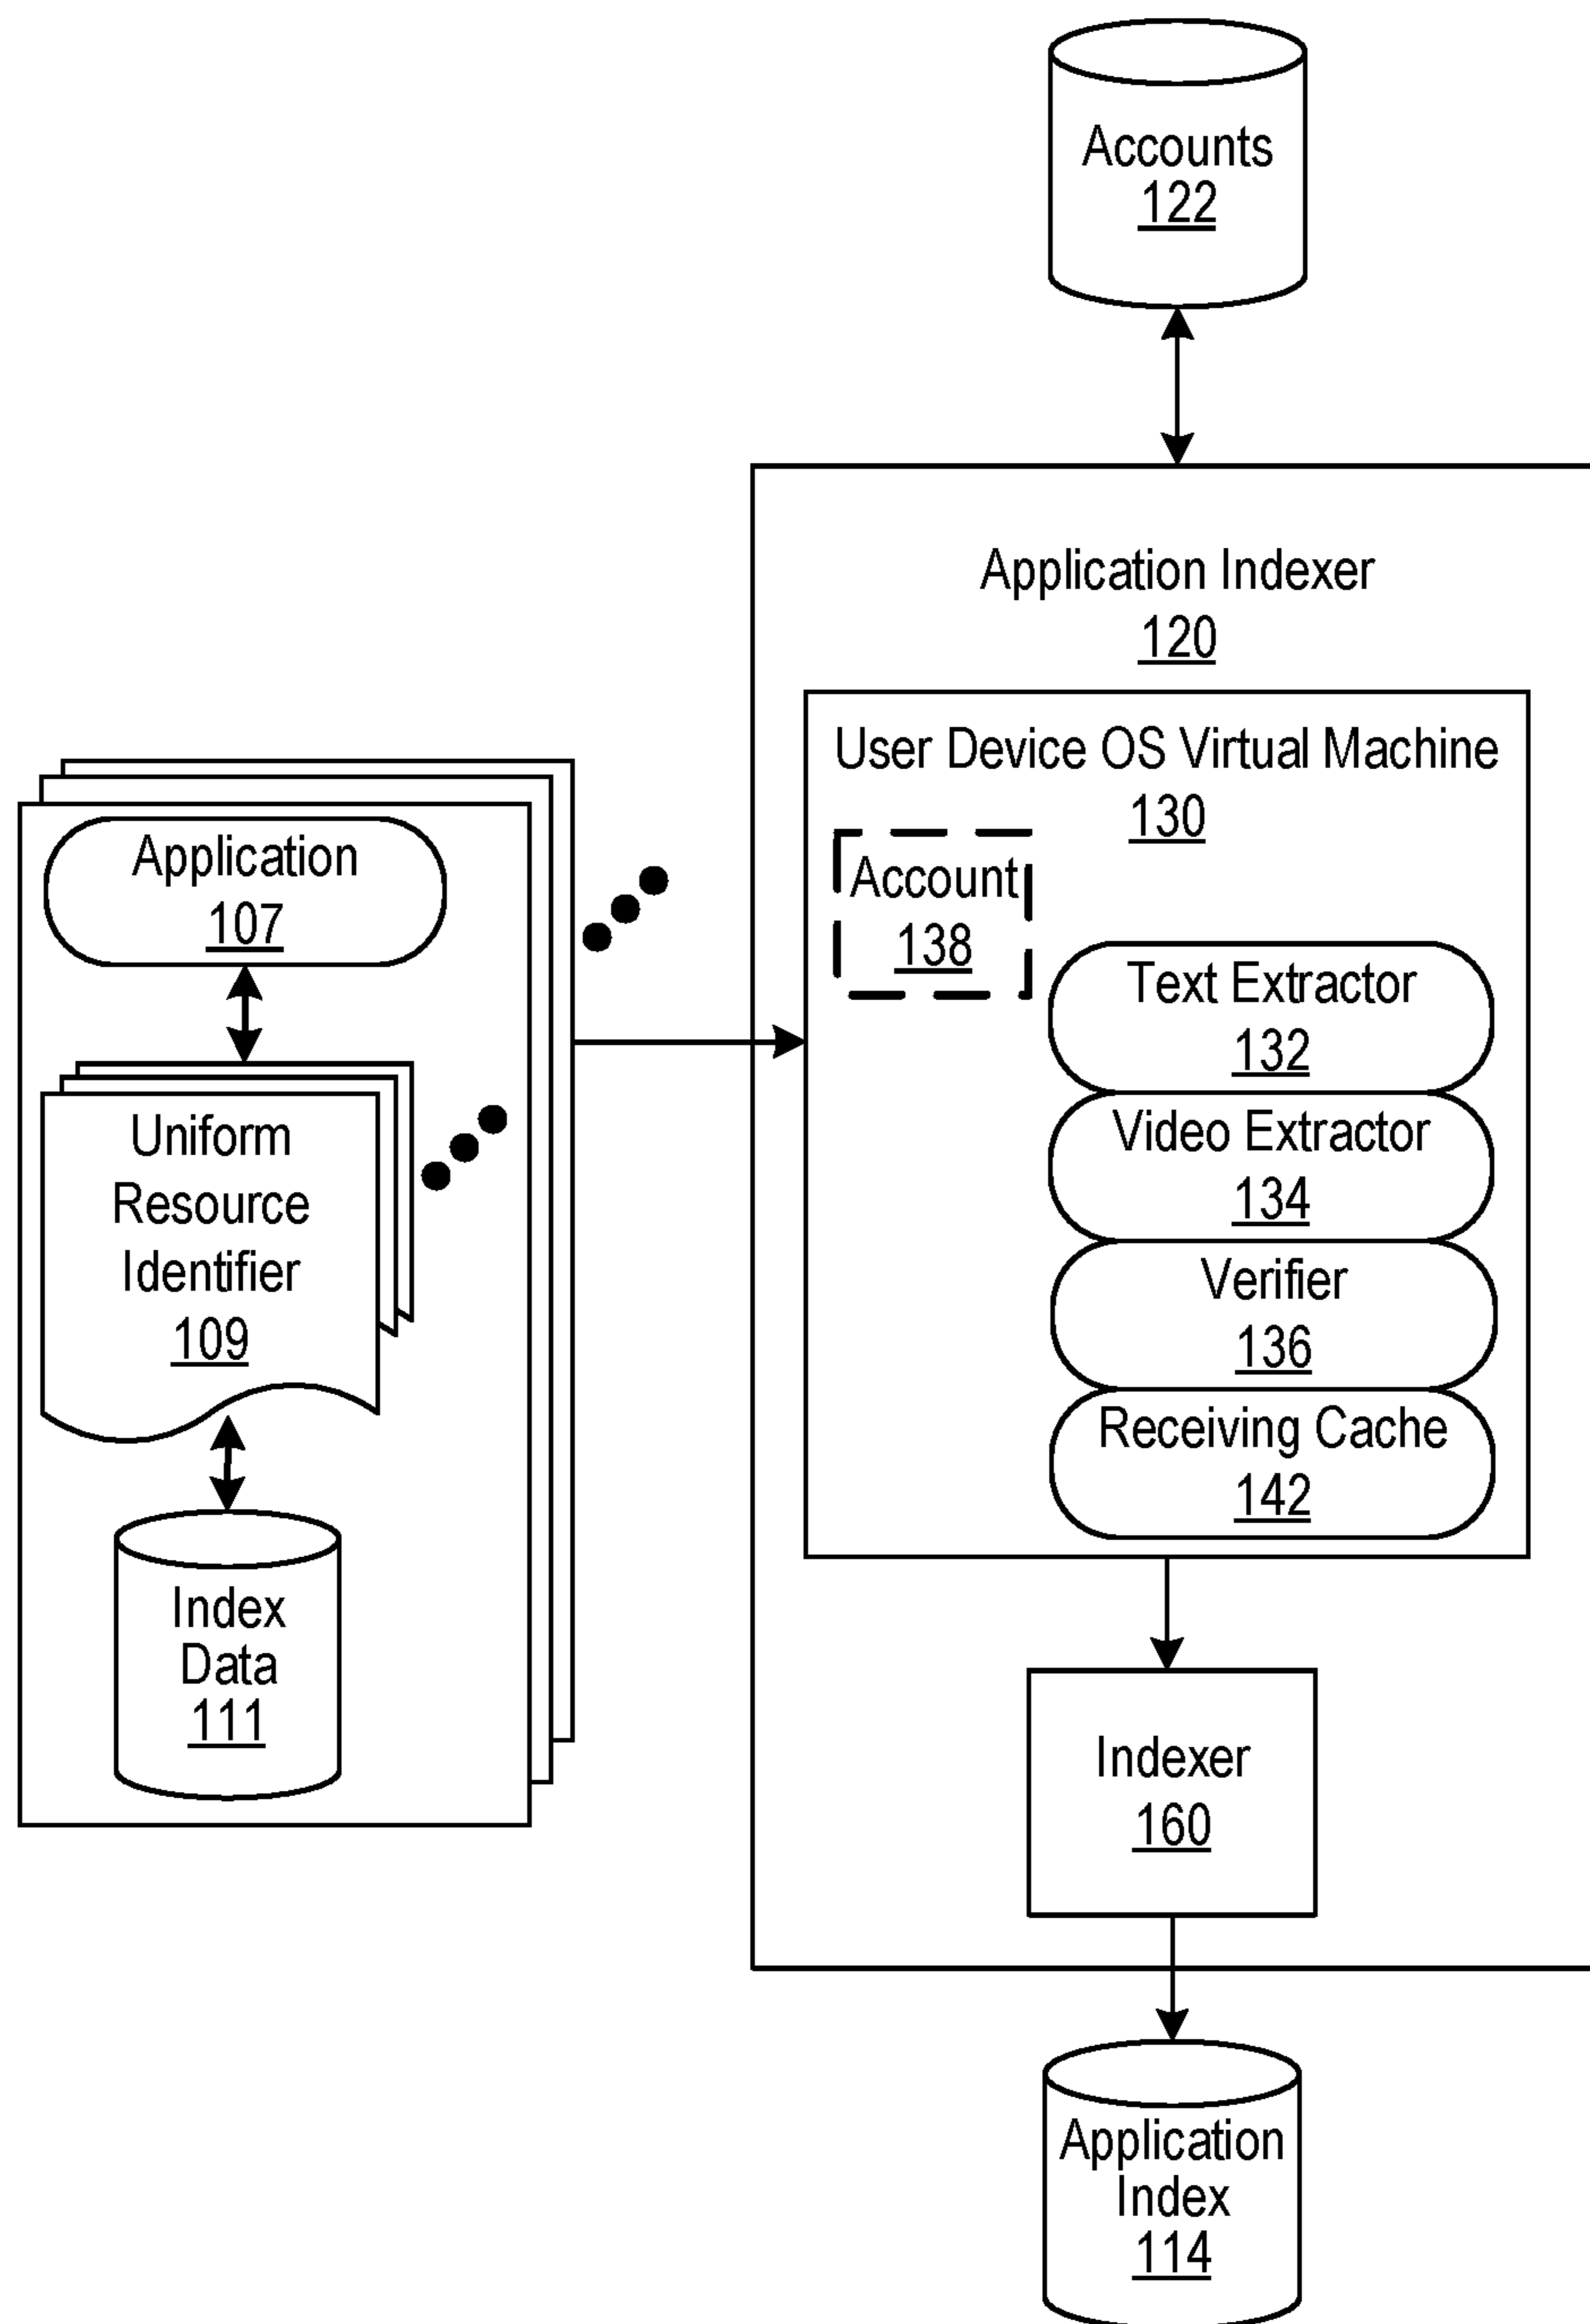 Accounts
122
Application Indexer
120
User Device OS Virtual Machine
130
Account
138
Text Extractor
132
Video Extractor
134
Verifier
136
Receiving Cache
142
Application
107
Uniform
Resource
Identifier
109
Index
Data
111
Indexer
160
Application
Index
114